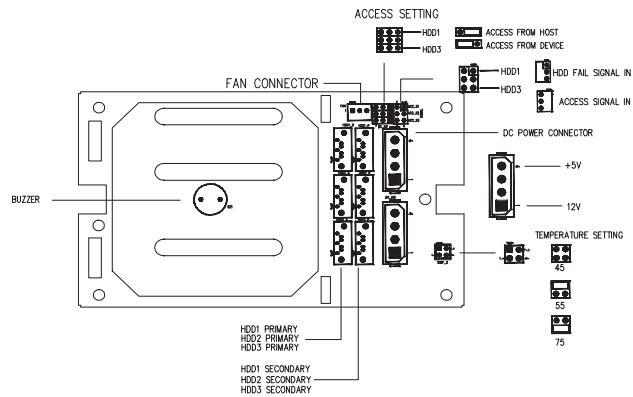 ACCESS SETTING
HDD1
HDD3
ACCESS FROM HOST
ACCESS FROM DEVICE
FAN CONNECTOR
HDD1
HDD3
HDD FAIL SIGNAL IN
ACCESS SIGNAL IN
DC POWER CONNECTOR
+5V
12V
BUZZER
TEMPERATURE SETTING
45
55
75
HDD1 PRIMARY
HDD2 PRIMARY
HDD3 PRIMARY
HDD1 SECONDARY
HDD2 SECONDARY
HDD3 SECONDARY